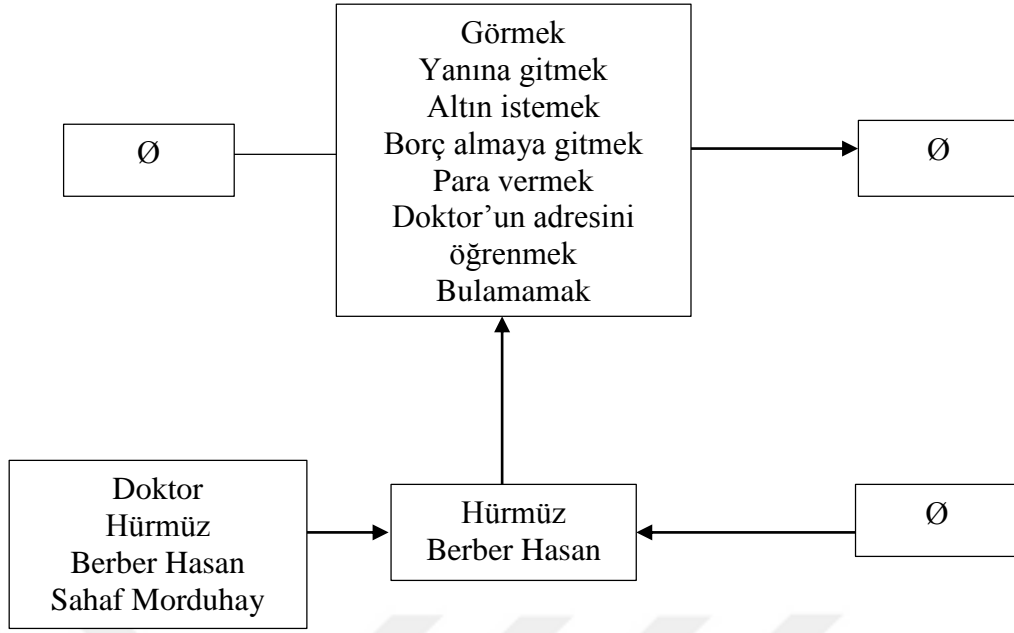 Görmek
Yanına gitmek
Altın istemek
Borç almaya gitmek
Para vermek
Doktor’un adresini
öğrenmek
Bulamamak
Ø
Ø
Doktor
Hürmüz
Berber Hasan
Sahaf Morduhay
Hürmüz
Berber Hasan
Ø